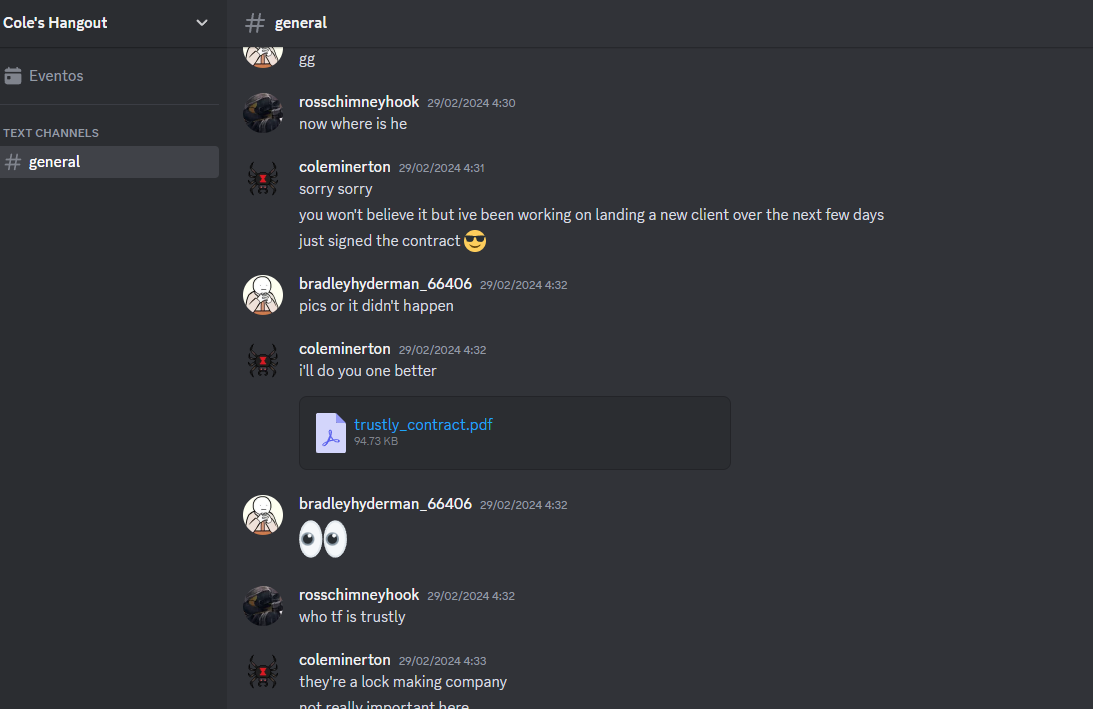 Cole's Hangout
Eventos
TEXT CHANNELS
general
general
gg
rosschimneyhook 29/02/2024 4:30
now where is he
coleminerton 29/02/2024 4:31
sorry sorry
you won't believe it but ive been working on landing a new client over the next few days
just signed the contract 😎
bradleyhyderman_66406 29/02/2024 4:32
pics or it didn't happen
coleminerton 29/02/2024 4:32
i'll do you one better
trustly_contract.pdf
94.73 KB
bradleyhyderman_66406 29/02/2024 4:32
👀
rosschimneyhook 29/02/2024 4:32
who tf is trustly
coleminerton 29/02/2024 4:33
they're a lock making company
not really important here